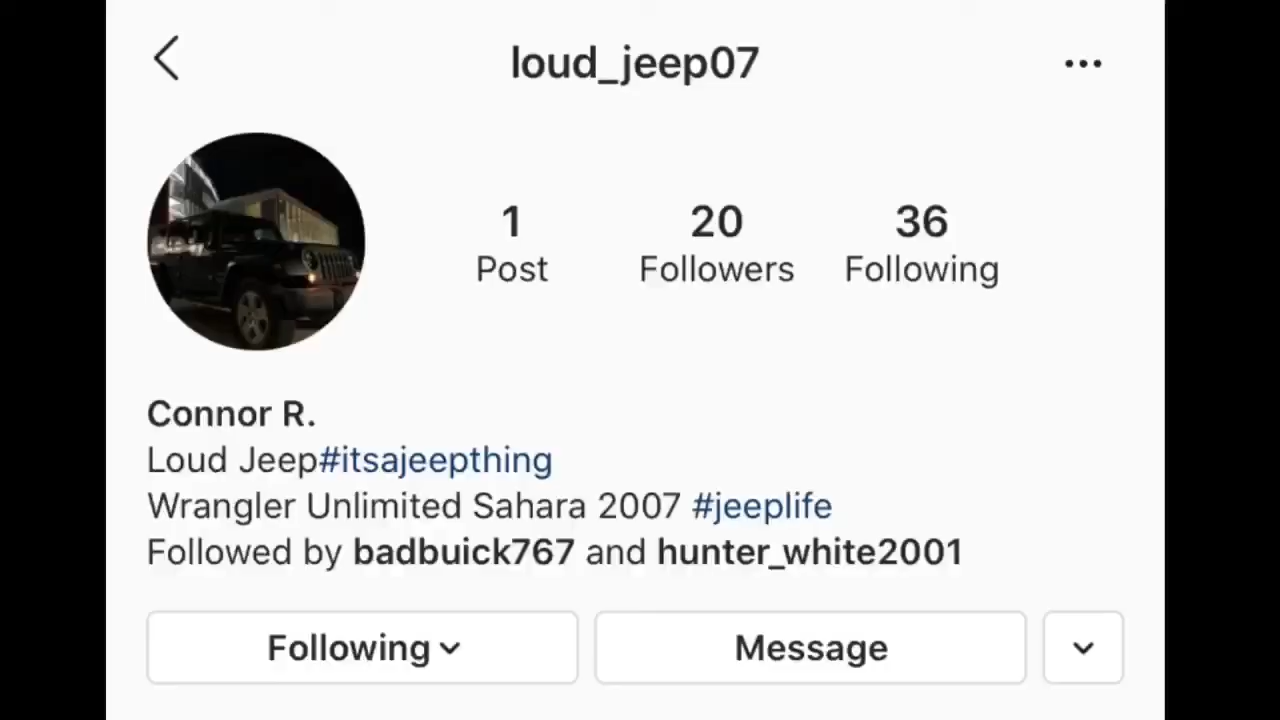 loud_jeep07
1 20 36
Post Followers Following
Connor R.
Loud Jeep#itsajeepthing
Wrangler Unlimited Sahara 2007 #jeeplife
Followed by badbuick767 and hunter_white2001
Following Message